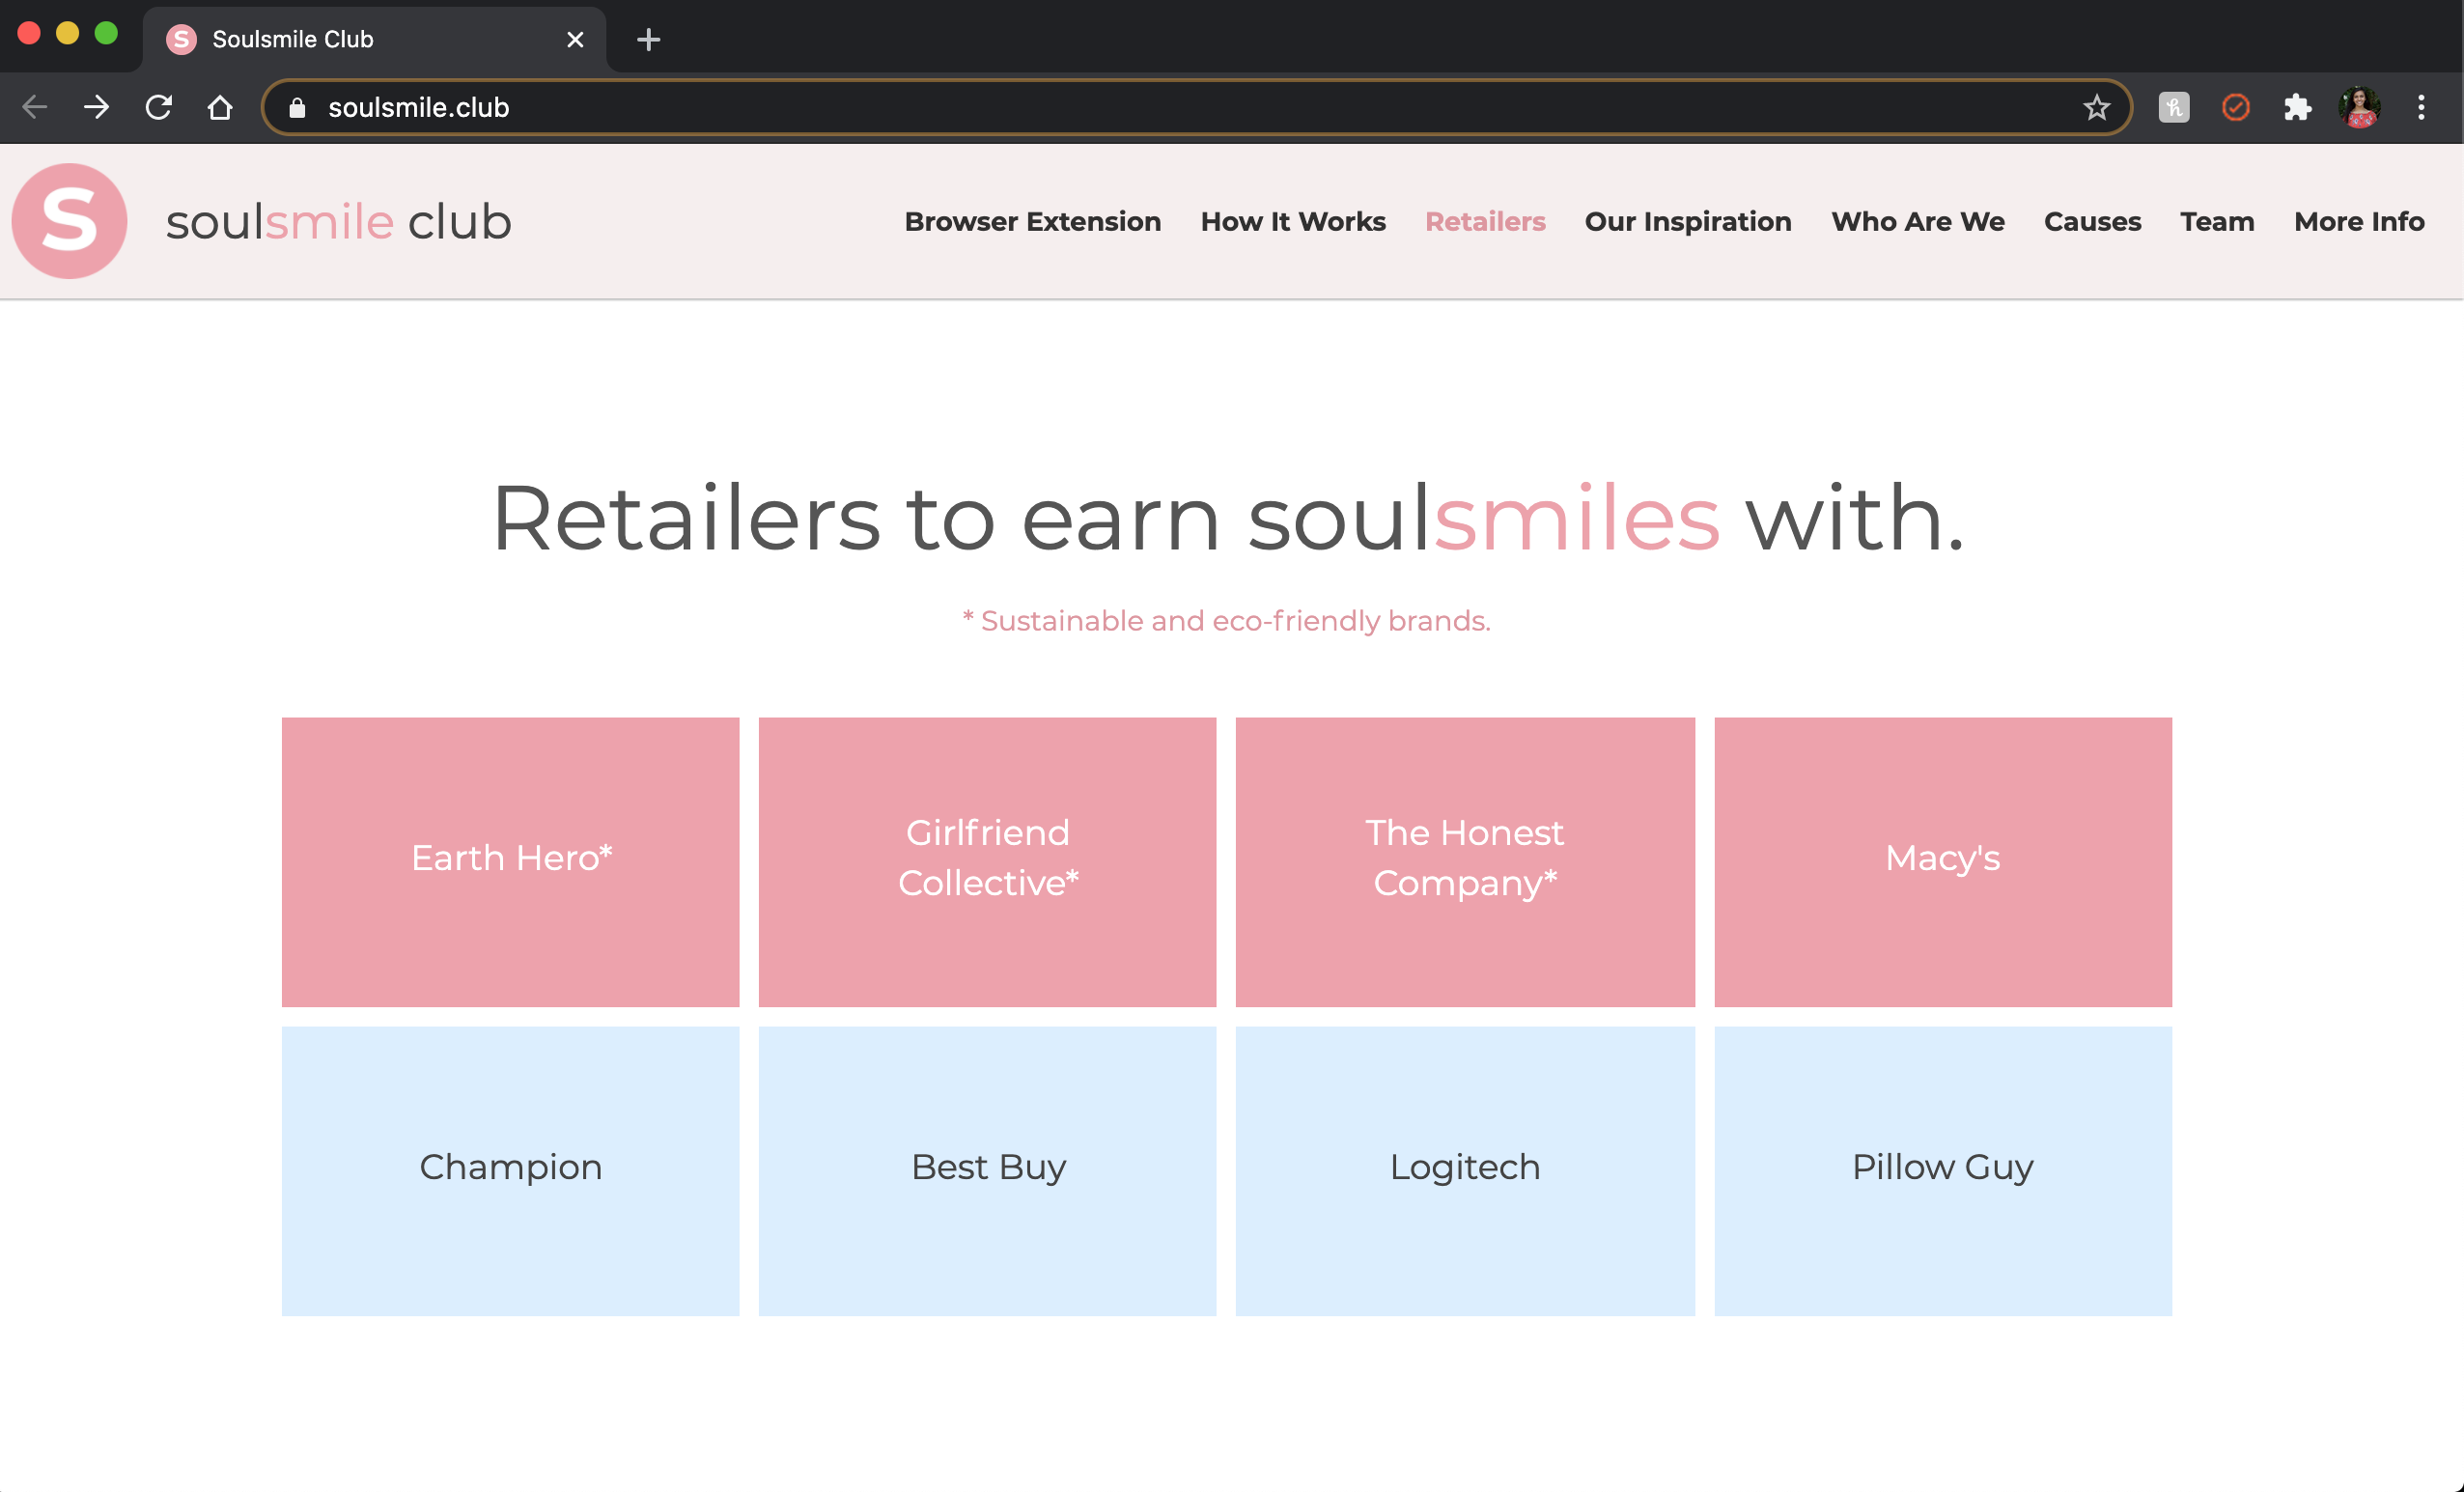 S Soulsmile Club
soulsmile.club
S
soulsmile club
Browser Extension How It Works Retailers Our Inspiration Who Are We Causes Team More Info
Retailers to earn soulsmiles with.
* Sustainable and eco-friendly brands.
Earth Hero*
Girlfriend
Collective*
The Honest
Company*
Macy's
Champion
Best Buy
Logitech
Pillow Guy